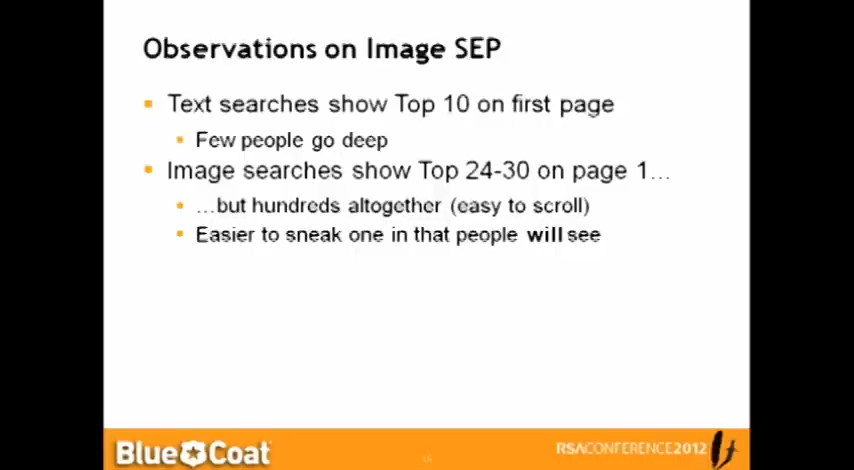 Observations on Image SEP
Text searches show Top 10 on first page
Few people go deep
Image searches show Top 24-30 on page 1...
...but hundreds altogether (easy to scroll)
Easier to sneak one in that people will see
Blue Coat
RSACONFERENCE2012